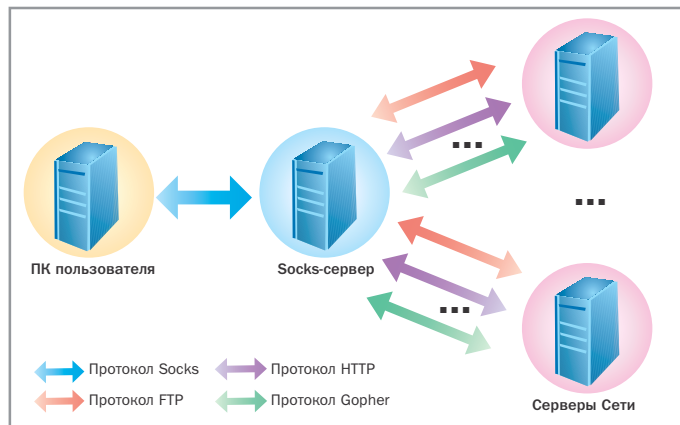 ПК пользователя
Socks-сервер
Серверы Сети
Протокол Socks
Протокол HTTP
Протокол FTP
Протокол Gopher